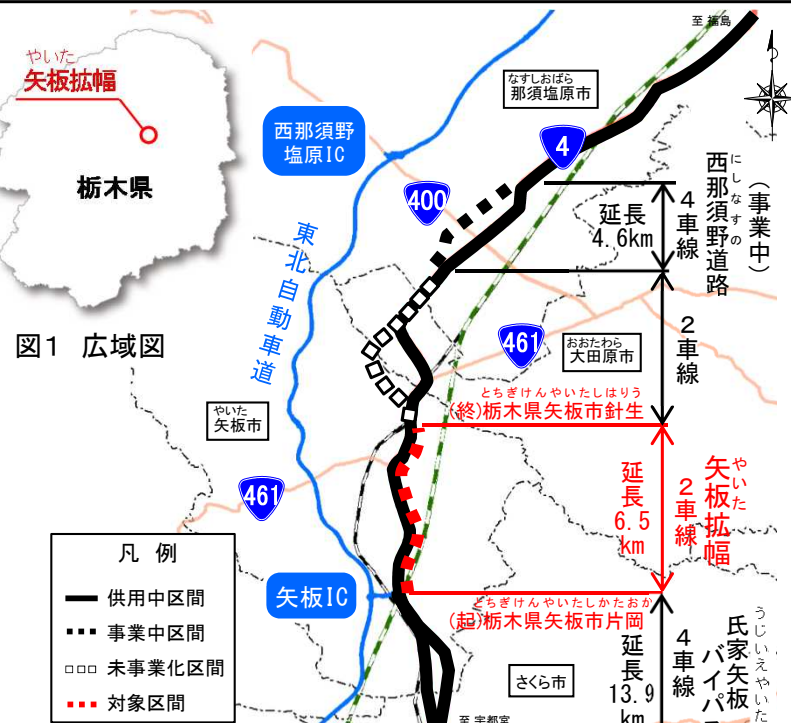 やいた
矢板拡幅
栃木県
図1 広域図
至 福島
なすしおばら
那須塩原市
西那須野
塩原IC
4
400
東北自動車道
延長
4.6km
4車線
にしなすの
西那須野道路
(事業中)
461
おおたわら
大田原市
2車線
やいた
矢板市
とちぎけんやいたしはりう
(終)栃木県矢板市針生
461
延長
6.5
km
2車線
やいた
矢板拡幅
凡 例
供用中区間
事業中区間
未事業化区間
対象区間
矢板IC
とちぎけんやいたしかたおか
(起)栃木県矢板市片岡
さくら市
至 宇都宮
延長
13.9
km
4車線
うじいえやいた
氏家矢板
バイパ